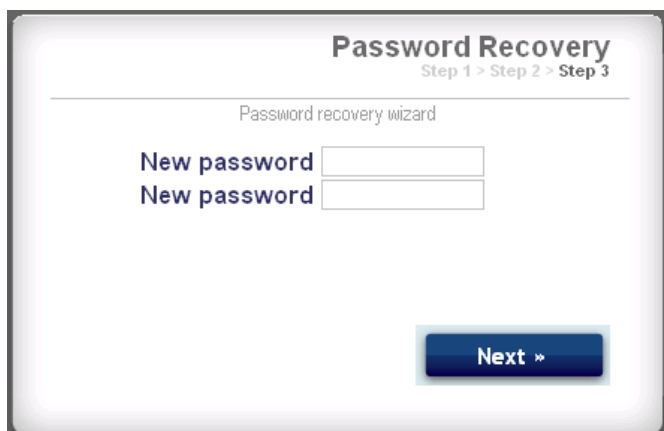 Password Recovery
Step 1 > Step 2 > Step 3
Password recovery wizard
New password
New password
Next »